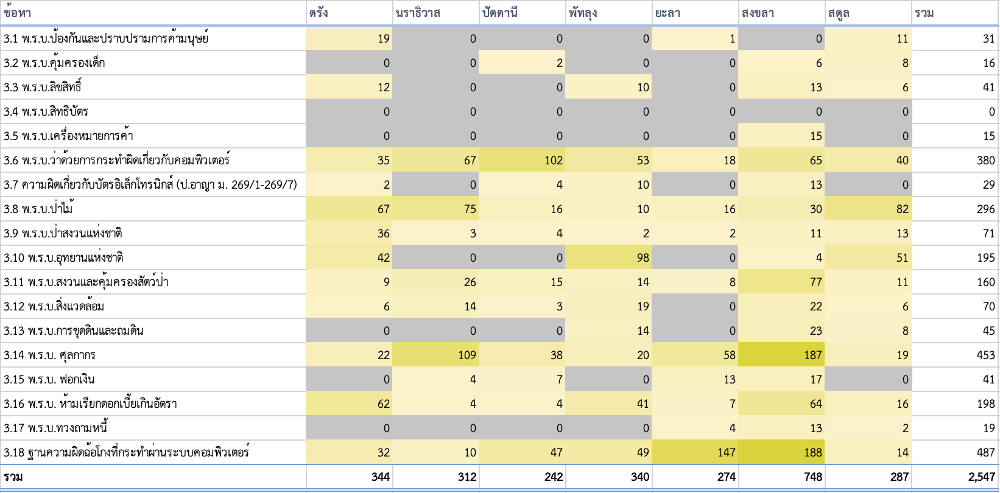 ข้อหา ตรัง นราธิวาส ปัตตานี พัทลุง ยะลา สงขลา สตูล รวม
3.1 พ.ร.บ.ป้องกันและปราบปรามการค้ามนุษย์ 19 0 0 0 1 0 11 31
3.2 พ.ร.บ.คุ้มครองเด็ก 0 0 2 0 0 6 8 16
3.3 พ.ร.บ.ลิขสิทธิ์ 12 0 0 10 0 13 6 41
3.4 พ.ร.บ.สิทธิบัตร 0 0 0 0 0 0 0 0
3.5 พ.ร.บ.เครื่องหมายการค้า 0 0 0 0 0 15 0 15
3.6 พ.ร.บ.ว่าด้วยการกระทำผิดเกี่ยวกับคอมพิวเตอร์ 35 67 102 53 18 65 40 380
3.7 ความผิดเกี่ยวกับบัตรอิเล็กโทรนิกส์ (ป.อาญา ม. 269/1-269/7) 2 0 4 10 0 13 0 29
3.8 พ.ร.บ.ป่าไม้ 67 75 16 10 16 30 82 296
3.9 พ.ร.บ.ป่าสงวนแห่งชาติ 36 3 4 2 2 11 13 71
3.10 พ.ร.บ.อุทยานแห่งชาติ 42 0 0 98 0 4 51 195
3.11 พ.ร.บ.สงวนและคุ้มครองสัตว์ป่า 9 26 15 14 8 77 11 160
3.12 พ.ร.บ.สิ่งแวดล้อม 6 14 3 19 0 22 6 70
3.13 พ.ร.บ.การขุดดินและถมดิน 0 0 0 14 0 23 8 45
3.14 พ.ร.บ. ศุลกากร 22 109 38 20 58 187 19 453
3.15 พ.ร.บ. ฟอกเงิน 0 4 7 0 13 17 0 41
3.16 พ.ร.บ. ห้ามเรียกดอกเบี้ยเกินอัตรา 62 4 4 41 7 64 16 198
3.17 พ.ร.บ.ทวงถามหนี้ 0 0 0 0 4 13 2 19
3.18 ฐานความผิดฉ้อโกงที่กระทำผ่านระบบคอมพิวเตอร์ 32 10 47 49 147 188 14 487
รวม 344 312 242 340 274 748 287 2,547